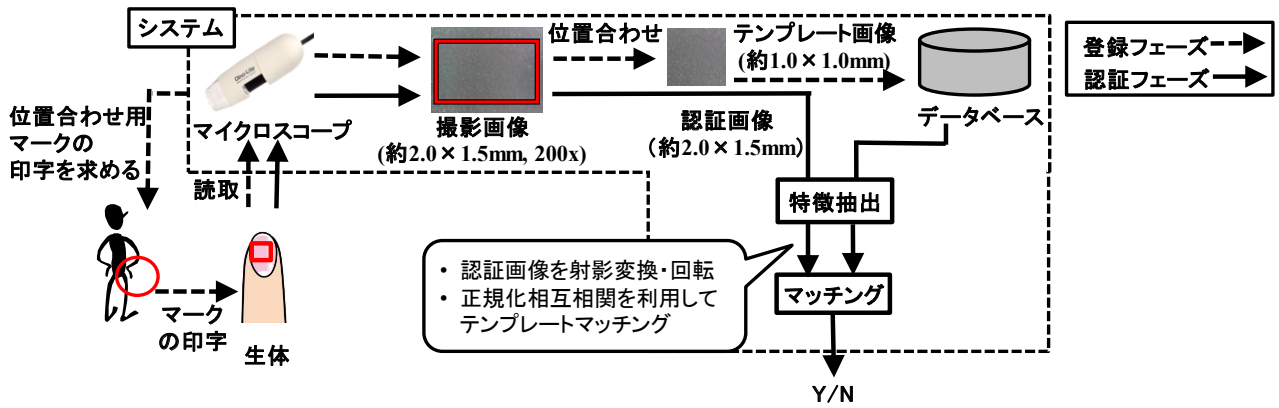 システム
位置合わせ用
マークの
印字を求める
Dino-Lite
マイクロスコープ
読取
マーク
の印字
生体
撮影画像
(約2.0×1.5mm, 200x)
位置合わせ
テンプレート画像
(約1.0×1.0mm)
認証画像
(約2.0×1.5mm)
データベース
特徴抽出
• 認証画像を射影変換・回転
• 正規化相互相関を利用して
テンプレートマッチング
マッチング
Y/N
登録フェーズ
認証フェーズ